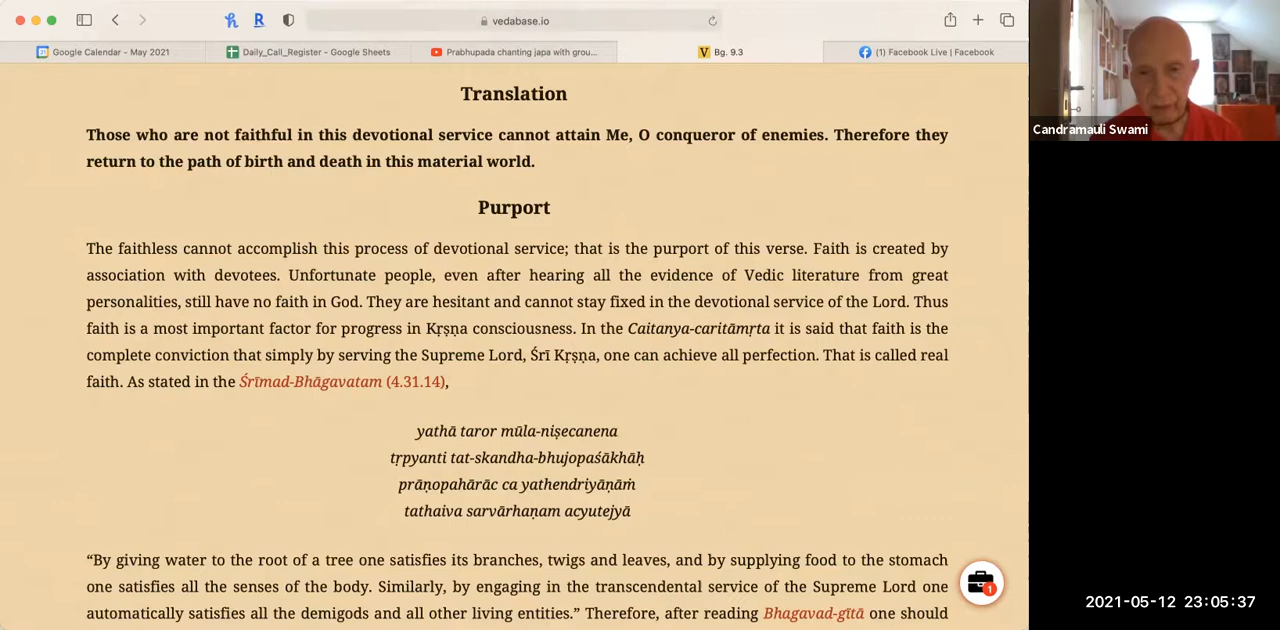 vedabase.io
Google Calendar - May 2021
Daily_Call_Register - Google Sheets
Prabhupada chanting japa with grou...
Bg. 9.3
(1) Facebook Live | Facebook
Translation
Those who are not faithful in this devotional service cannot attain Me, O conqueror of enemies. Therefore they
return to the path of birth and death in this material world.
Purport
The faithless cannot accomplish this process of devotional service; that is the purport of this verse. Faith is created by
association with devotees. Unfortunate people, even after hearing all the evidence of Vedic literature from great
personalities, still have no faith in God. They are hesitant and cannot stay fixed in the devotional service of the Lord. Thus
faith is a most important factor for progress in Kṛṣṇa consciousness. In the Caitanya-caritāmṛta it is said that faith is the
complete conviction that simply by serving the Supreme Lord, Śrī Kṛṣṇa, one can achieve all perfection. That is called real
faith. As stated in the Śrīmad-Bhāgavatam (4.31.14),
yathā taror mūla-niṣecanena
tṛpyanti tat-skandha-bhujopaśākhāḥ
prāṇopahārāc ca yathendriyāṇāṁ
tathaiva sarvārhaṇam acyutejyā
“By giving water to the root of a tree one satisfies its branches, twigs and leaves, and by supplying food to the stomach
one satisfies all the senses of the body. Similarly, by engaging in the transcendental service of the Supreme Lord one
automatically satisfies all the demigods and all other living entities.” Therefore, after reading Bhagavad-gītā one should
1
Candramauli Swami
2021-05-12 23:05:37